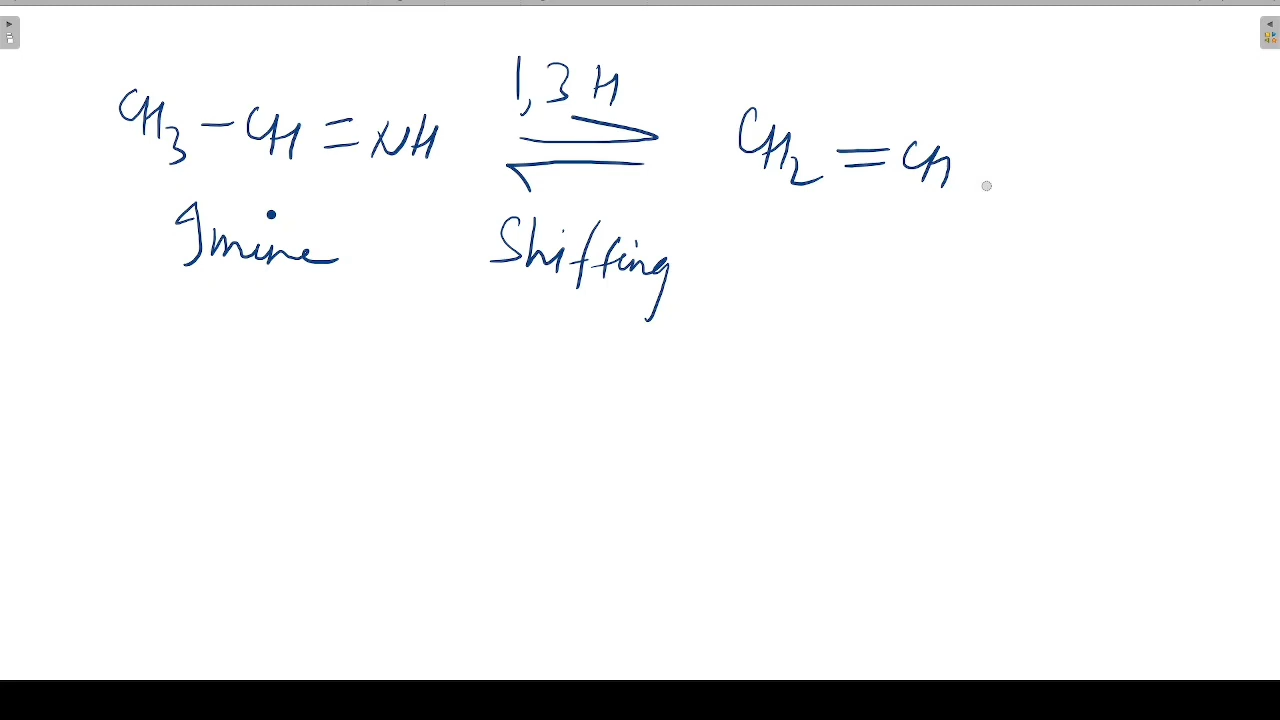 CH3-CH=NH 1,3 H ⇌ CH2=CH
Imine Shifting